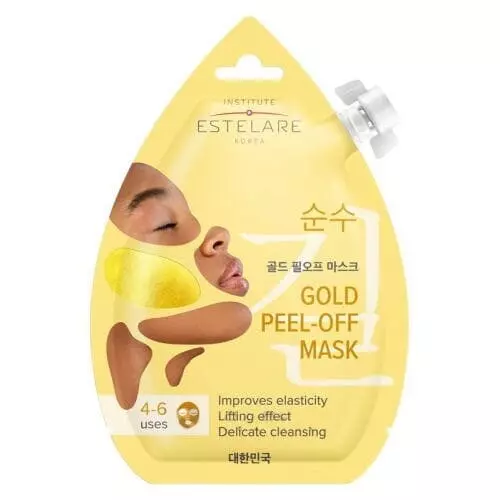 INSTITUTE
ESTELARE
KOREA
순수
골드 필오프 마스크
GOLD
PEEL-OFF
MASK
4-6
uses
Improves elasticity
Lifting effect
Delicate cleansing
대한민국